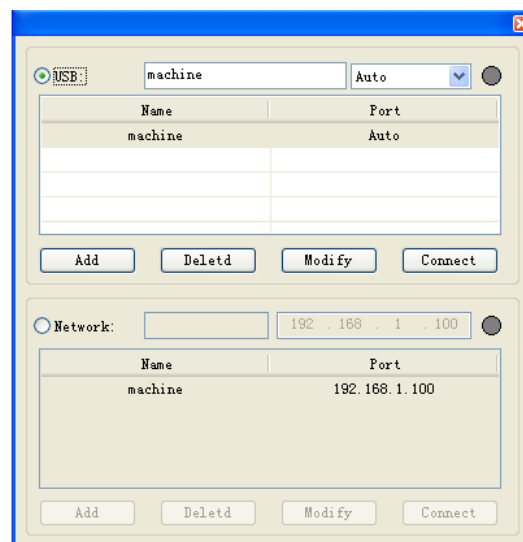 USB: machine Auto
Name Port
machine Auto
Add Deletd Modify Connect
Network: 192 . 168 . 1 . 100
Name Port
machine 192.168.1.100
Add Deletd Modify Connect